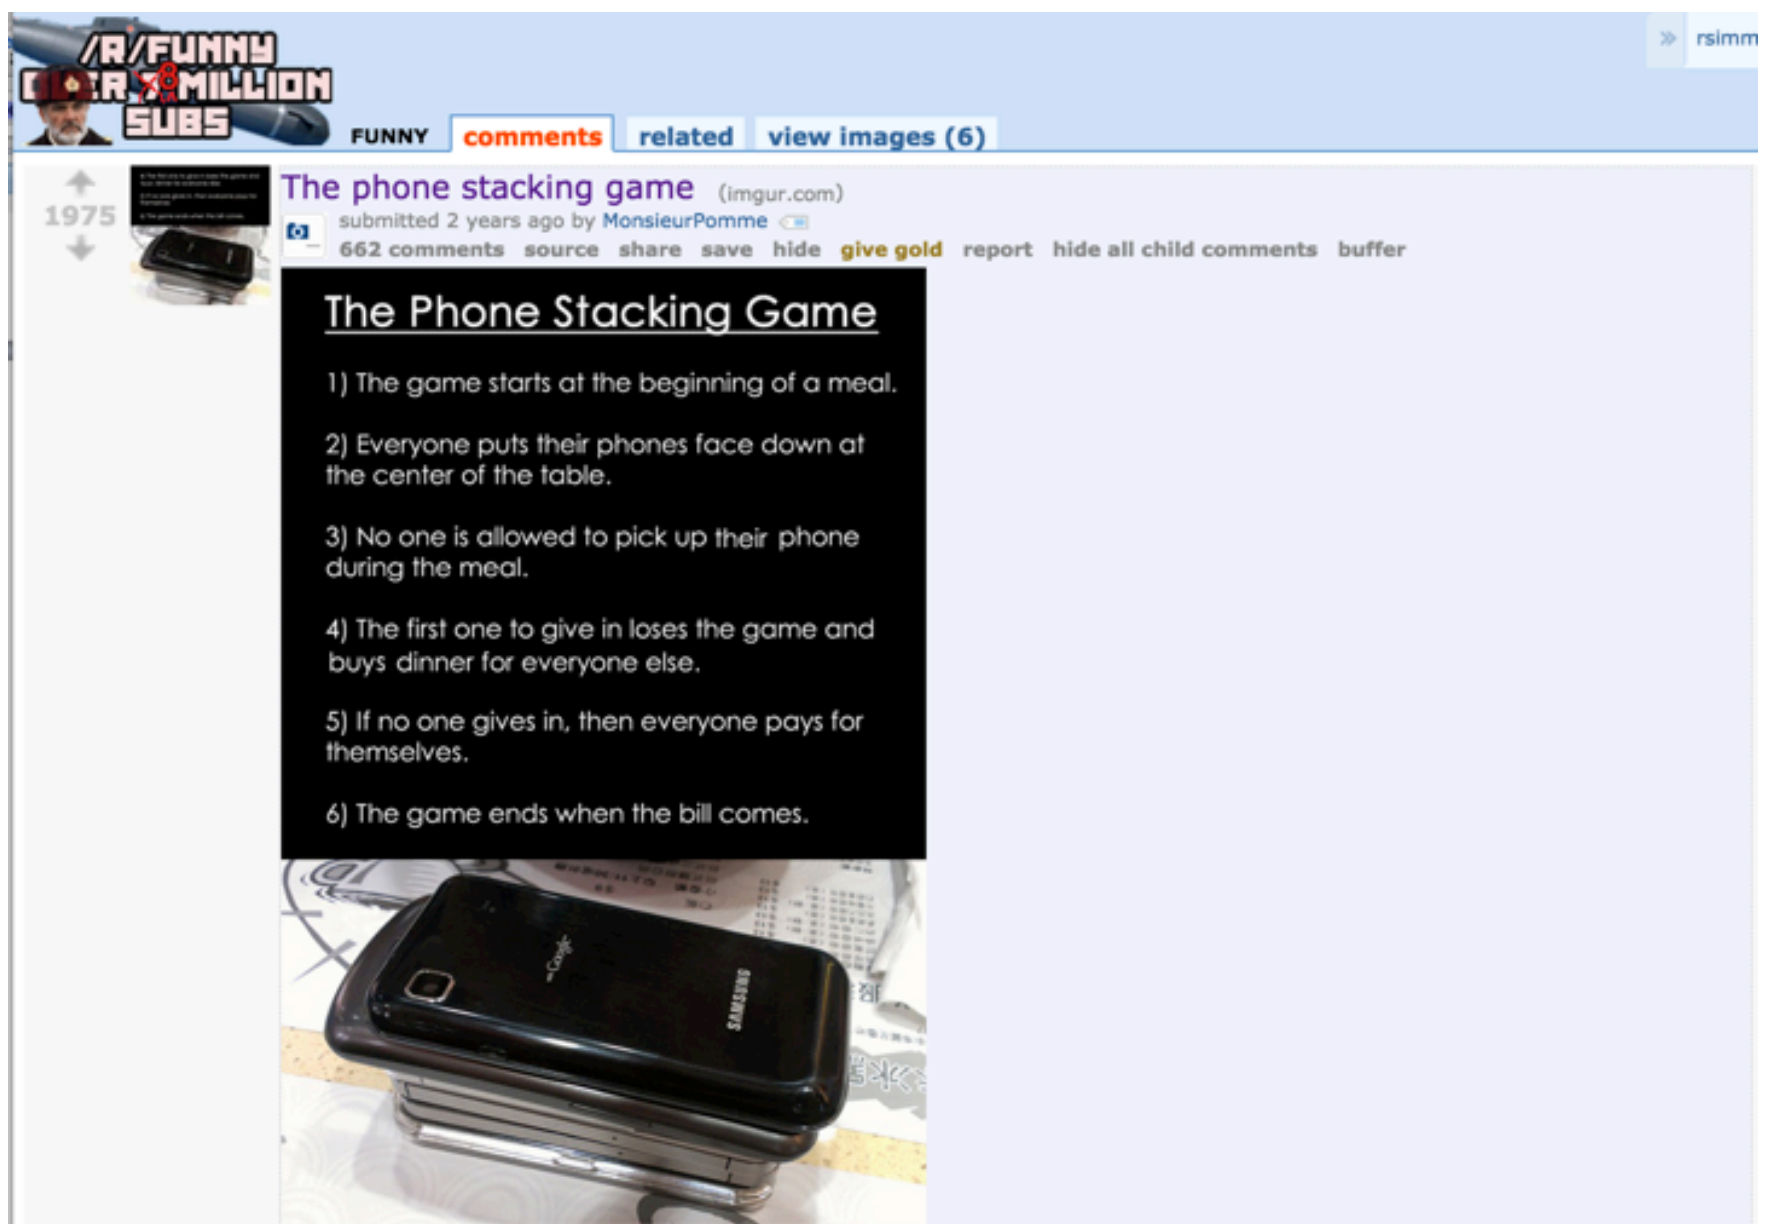 /R/FUNNY
OVER 8 MILLION
SUBS
FUNNY comments related view images (6)
» rsimm
The phone stacking game (imgur.com)
1975
submitted 2 years ago by MonsieurPomme
662 comments source share save hide give gold report hide all child comments buffer
The Phone Stacking Game
1) The game starts at the beginning of a meal.
2) Everyone puts their phones face down at
the center of the table.
3) No one is allowed to pick up their phone
during the meal.
4) The first one to give in loses the game and
buys dinner for everyone else.
5) If no one gives in, then everyone pays for
themselves.
6) The game ends when the bill comes.
Google
SAMSUNG